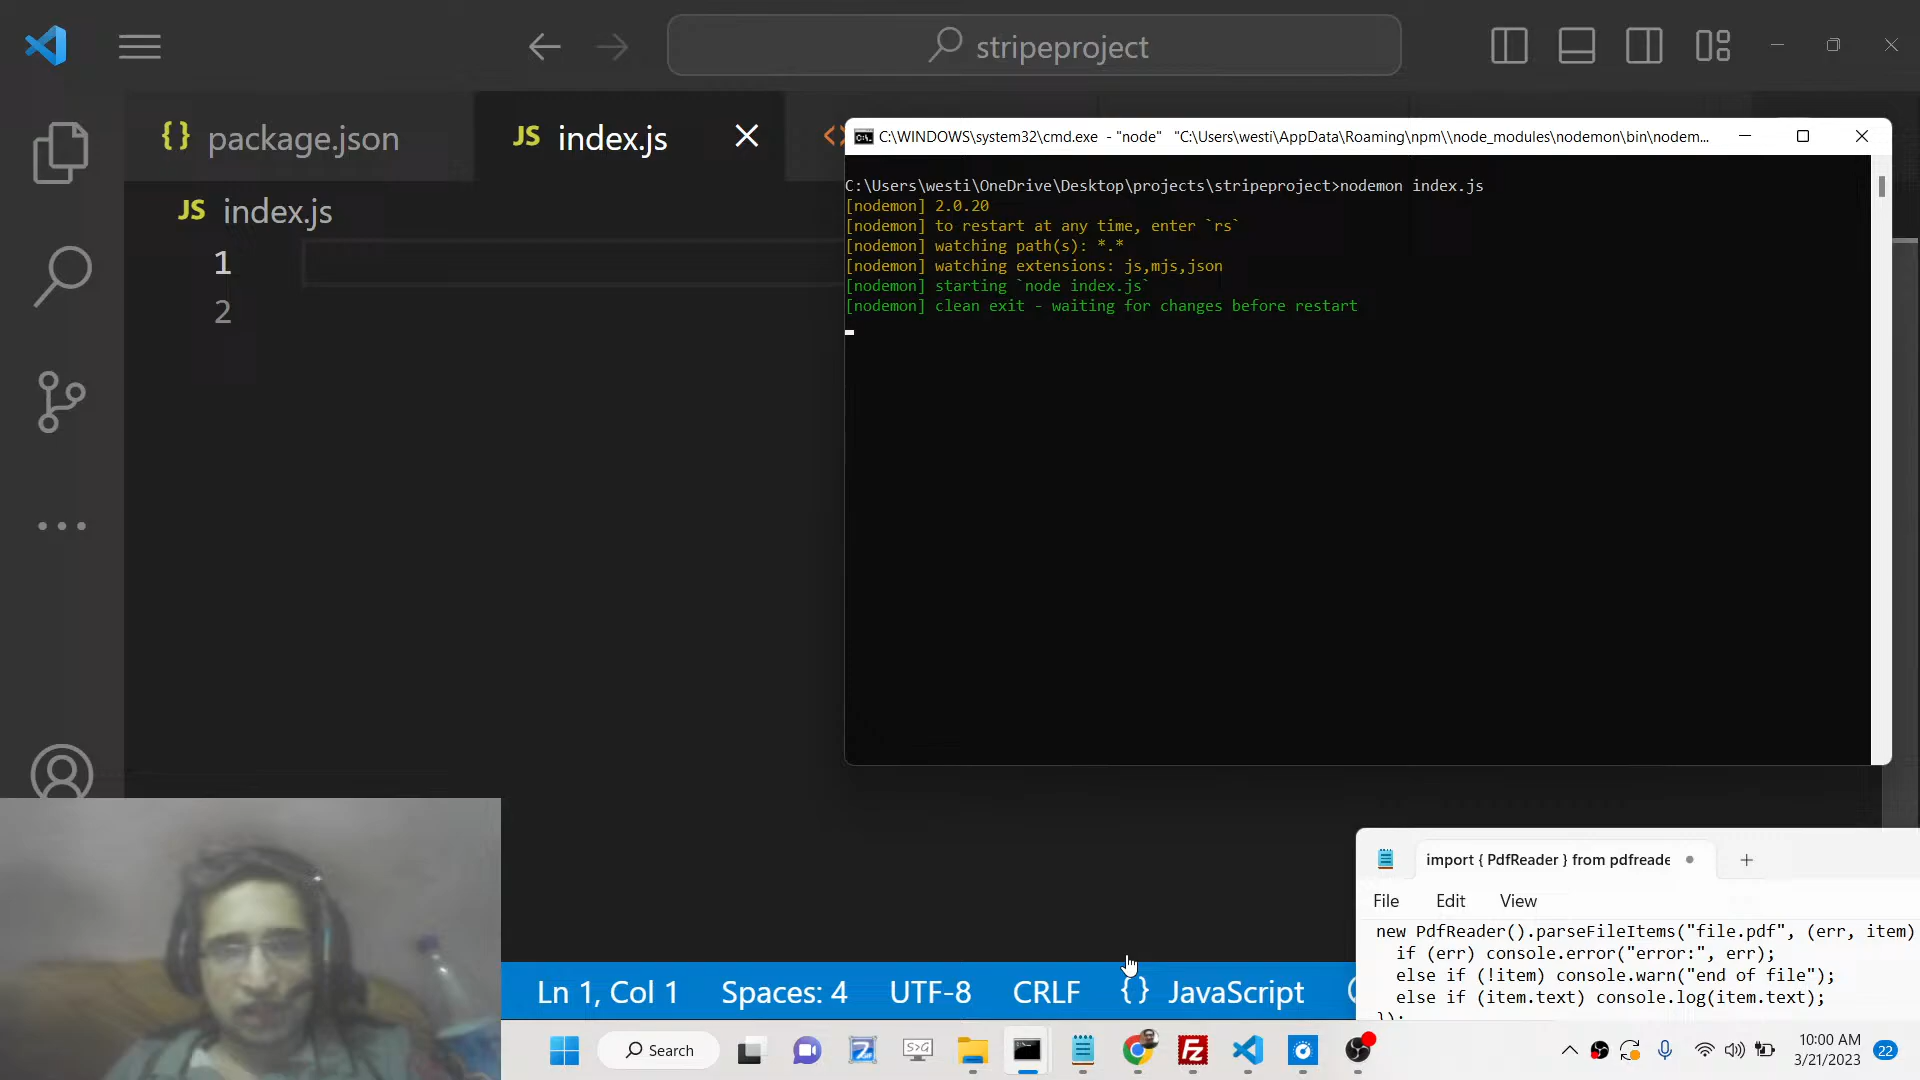 stripeproject
{} package.json
JS index.js
JS index.js
1
2
C:\WINDOWS\system32\cmd.exe - "node" "C:\Users\westi\AppData\Roaming\npm\\node_modules\nodemon\bin\nodem...
C:\Users\westi\OneDrive\Desktop\projects\stripeproject>nodemon index.js
[nodemon] 2.0.20
[nodemon] to restart at any time, enter `rs`
[nodemon] watching path(s): *.*
[nodemon] watching extensions: js,mjs,json
[nodemon] starting `node index.js`
[nodemon] clean exit - waiting for changes before restart
import { PdfReader } from pdfreade
File Edit View
new PdfReader().parseFileItems("file.pdf", (err, item)
if (err) console.error("error:", err);
else if (!item) console.warn("end of file");
else if (item.text) console.log(item.text);
});
Ln 1, Col 1 Spaces: 4 UTF-8 CRLF {} JavaScript
Search
10:00 AM
3/21/2023
22